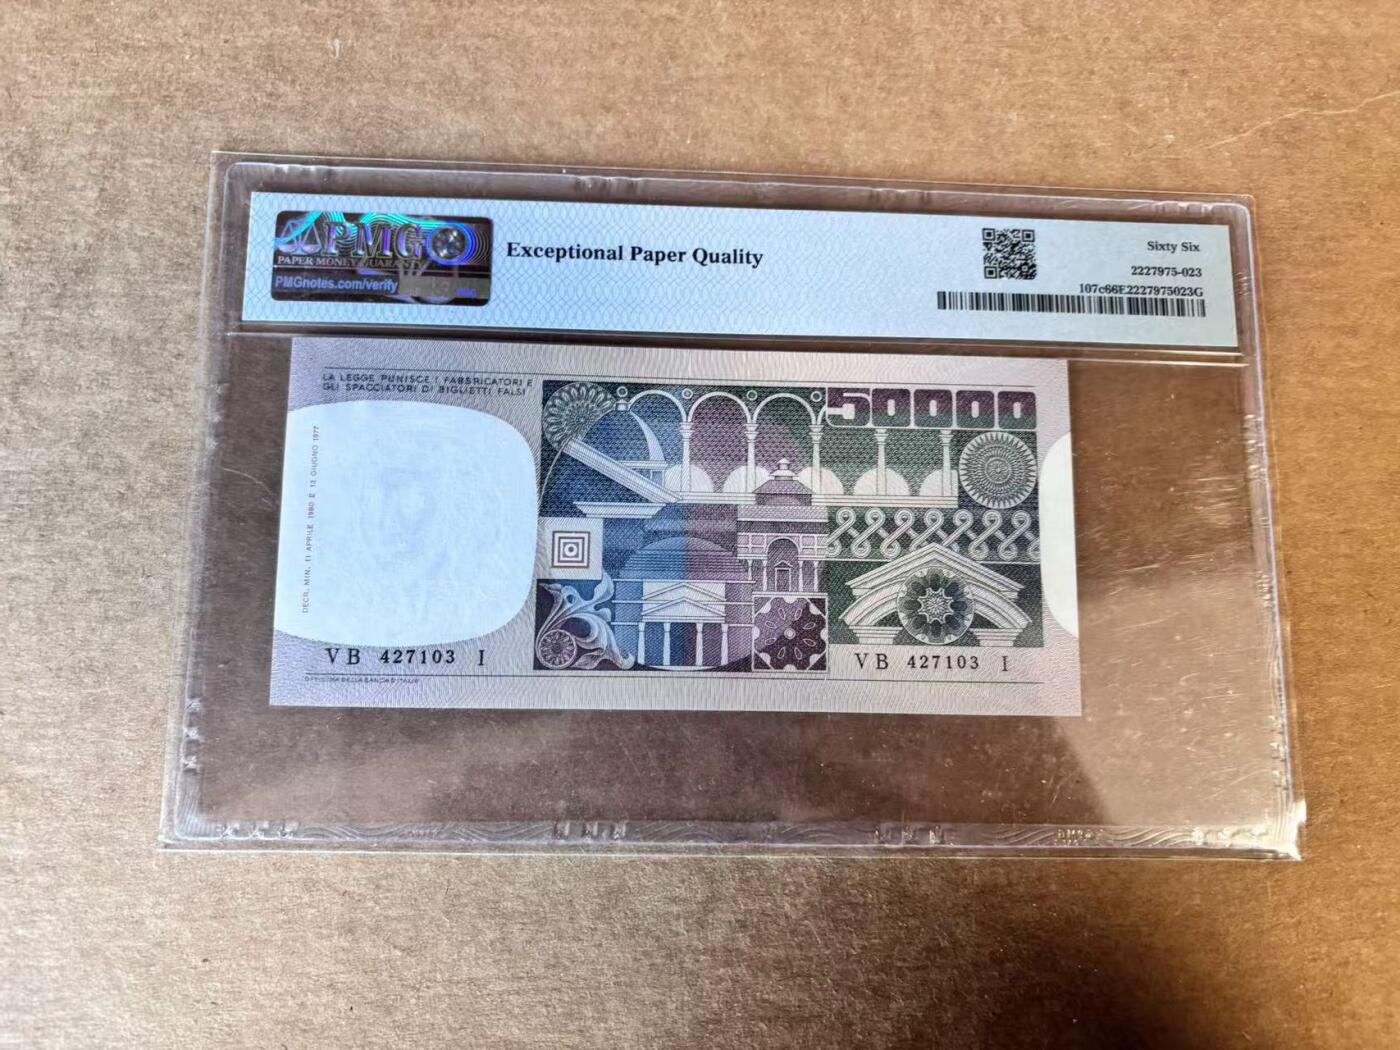 PMG
PAPER MONEY GUARANTY
PMGnotes.com/verify
Exceptional Paper Quality
Sixty Six
2227975-023
107c66E2227975023G
LA LEGGE PUNISCE I FABBRICATORI E
GLI SPACCIATORI DI BIGLIETTI FALSI
50000
DECR. MIN. 11 APRILE 1980 E 13 GIUGNO 1977
VB 427103 I
VB 427103 I
OFFICINA DELLA BANCA D'ITALIA